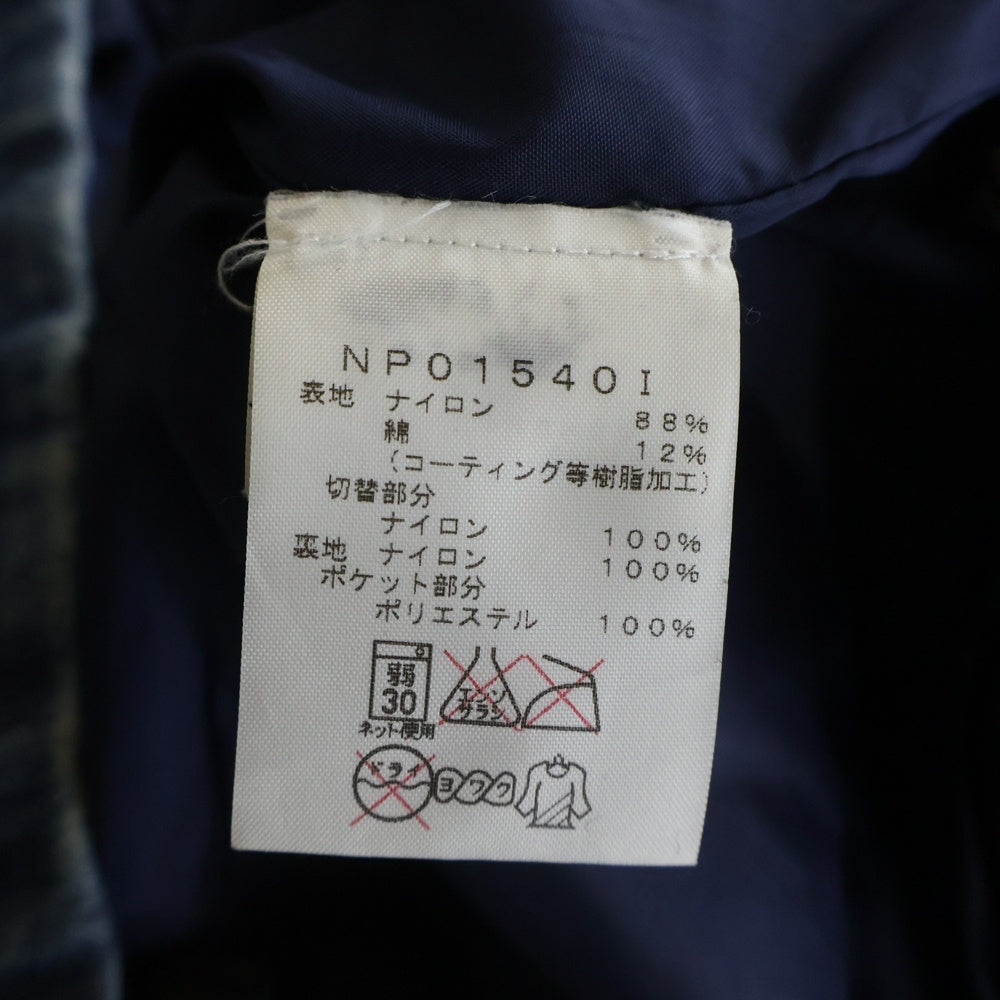 NP01540I
表地 ナイロン 88%
綿 12%
(コーティング等樹脂加工)
切替部分
ナイロン 100%
裏地 ナイロン 100%
ポケット部分
ポリエステル 100%
弱 エンソ
30 サラシ
ネット使用
ドライ ヨワク